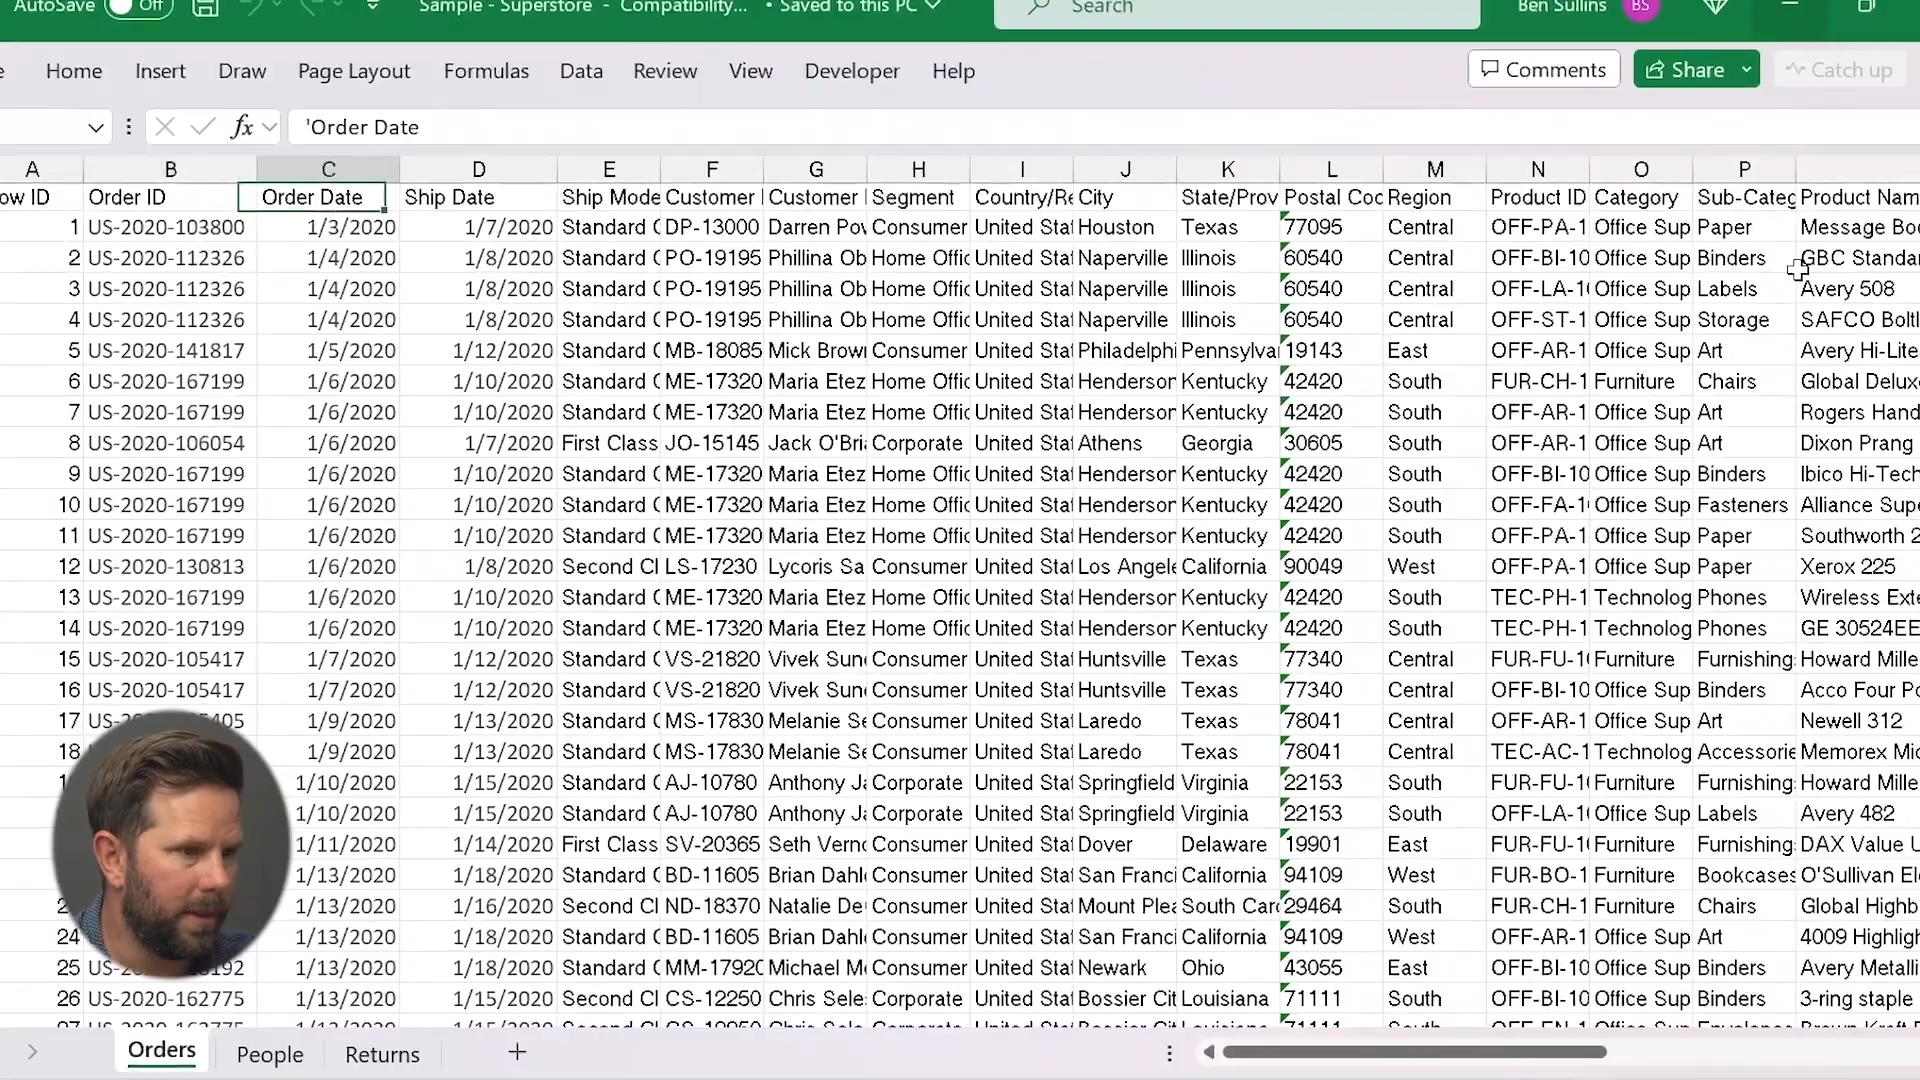 AutoSave Off Sample - Superstore - Compatibility... • Saved to this PC Search Ben Sullins BS
Home Insert Draw Page Layout Formulas Data Review View Developer Help Comments Share Catch up
fx 'Order Date
A B C D E F G H I J K L M N O P
ow ID Order ID Order Date Ship Date Ship Mode Customer Customer Segment Country/Re City State/Prov Postal Coc Region Product ID Category Sub-Categ Product Nam
1 US-2020-103800 1/3/2020 1/7/2020 Standard C DP-13000 Darren Pov Consumer United Stat Houston Texas 77095 Central OFF-PA-1 Office Sup Paper Message Boo
2 US-2020-112326 1/4/2020 1/8/2020 Standard C PO-19195 Phillina Ob Home Offic United Stat Naperville Illinois 60540 Central OFF-BI-10 Office Sup Binders GBC Standar
3 US-2020-112326 1/4/2020 1/8/2020 Standard C PO-19195 Phillina Ob Home Offic United Stat Naperville Illinois 60540 Central OFF-LA-1 Office Sup Labels Avery 508
4 US-2020-112326 1/4/2020 1/8/2020 Standard C PO-19195 Phillina Ob Home Offic United Stat Naperville Illinois 60540 Central OFF-ST-1 Office Sup Storage SAFCO Boltl
5 US-2020-141817 1/5/2020 1/12/2020 Standard C MB-18085 Mick Brown Consumer United Stat Philadelphi Pennsylva 19143 East OFF-AR-1 Office Sup Art Avery Hi-Lite
6 US-2020-167199 1/6/2020 1/10/2020 Standard C ME-17320 Maria Etez Home Offic United Stat Henderson Kentucky 42420 South FUR-CH-1 Furniture Chairs Global Deluxe
7 US-2020-167199 1/6/2020 1/10/2020 Standard C ME-17320 Maria Etez Home Offic United Stat Henderson Kentucky 42420 South OFF-AR-1 Office Sup Art Rogers Hand
8 US-2020-106054 1/6/2020 1/7/2020 First Class JO-15145 Jack O'Bria Corporate United Stat Athens Georgia 30605 South OFF-AR-1 Office Sup Art Dixon Prang
9 US-2020-167199 1/6/2020 1/10/2020 Standard C ME-17320 Maria Etez Home Offic United Stat Henderson Kentucky 42420 South OFF-BI-10 Office Sup Binders Ibico Hi-Tech
10 US-2020-167199 1/6/2020 1/10/2020 Standard C ME-17320 Maria Etez Home Offic United Stat Henderson Kentucky 42420 South OFF-FA-1 Office Sup Fasteners Alliance Supe
11 US-2020-167199 1/6/2020 1/10/2020 Standard C ME-17320 Maria Etez Home Offic United Stat Henderson Kentucky 42420 South OFF-PA-1 Office Sup Paper Southworth 2
12 US-2020-130813 1/6/2020 1/8/2020 Second Cl LS-17230 Lycoris Sa Consumer United Stat Los Angele California 90049 West OFF-PA-1 Office Sup Paper Xerox 225
13 US-2020-167199 1/6/2020 1/10/2020 Standard C ME-17320 Maria Etez Home Offic United Stat Henderson Kentucky 42420 South TEC-PH-1 Technolog Phones Wireless Exte
14 US-2020-167199 1/6/2020 1/10/2020 Standard C ME-17320 Maria Etez Home Offic United Stat Henderson Kentucky 42420 South TEC-PH-1 Technolog Phones GE 30524EE
15 US-2020-105417 1/7/2020 1/12/2020 Standard C VS-21820 Vivek Sund Consumer United Stat Huntsville Texas 77340 Central FUR-FU-1 Furniture Furnishing Howard Mille
16 US-2020-105417 1/7/2020 1/12/2020 Standard C VS-21820 Vivek Sund Consumer United Stat Huntsville Texas 77340 Central OFF-BI-10 Office Sup Binders Acco Four Po
17 1/9/2020 1/13/2020 Standard C MS-17830 Melanie Se Consumer United Stat Laredo Texas 78041 Central OFF-AR-1 Office Sup Art Newell 312
18 1/9/2020 1/13/2020 Standard C MS-17830 Melanie Se Consumer United Stat Laredo Texas 78041 Central TEC-AC-1 Technolog Accessorie Memorex Mic
1/10/2020 1/15/2020 Standard C AJ-10780 Anthony Ja Corporate United Stat Springfield Virginia 22153 South FUR-FU-1 Furniture Furnishing Howard Mille
1/10/2020 1/15/2020 Standard C AJ-10780 Anthony Ja Corporate United Stat Springfield Virginia 22153 South OFF-LA-1 Office Sup Labels Avery 482
1/11/2020 1/14/2020 First Class SV-20365 Seth Verno Consumer United Stat Dover Delaware 19901 East FUR-FU-1 Furniture Furnishing DAX Value U
1/13/2020 1/18/2020 Standard C BD-11605 Brian Dahl Consumer United Stat San Franci California 94109 West FUR-BO-1 Furniture Bookcases O'Sullivan El
1/13/2020 1/16/2020 Second Cl ND-18370 Natalie De Consumer United Stat Mount Plea South Car 29464 South FUR-CH-1 Furniture Chairs Global Highb
24 1/13/2020 1/18/2020 Standard C BD-11605 Brian Dahl Consumer United Stat San Franci California 94109 West OFF-AR-1 Office Sup Art 4009 Highligh
25 1/13/2020 1/18/2020 Standard C MM-17920 Michael Mo Consumer United Stat Newark Ohio 43055 East OFF-BI-10 Office Sup Binders Avery Metalli
26 US-2020-162775 1/13/2020 1/15/2020 Second Cl CS-12250 Chris Sele Corporate United Stat Bossier Cit Louisiana 71111 South OFF-BI-10 Office Sup Binders 3-ring staple
Orders People Returns +